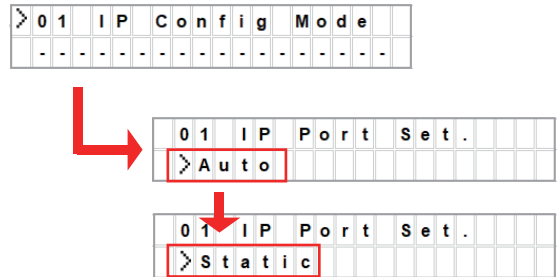 >01 IP Config Mode
---------------
01 IP Port Set.
>Auto
01 IP Port Set.
>Static